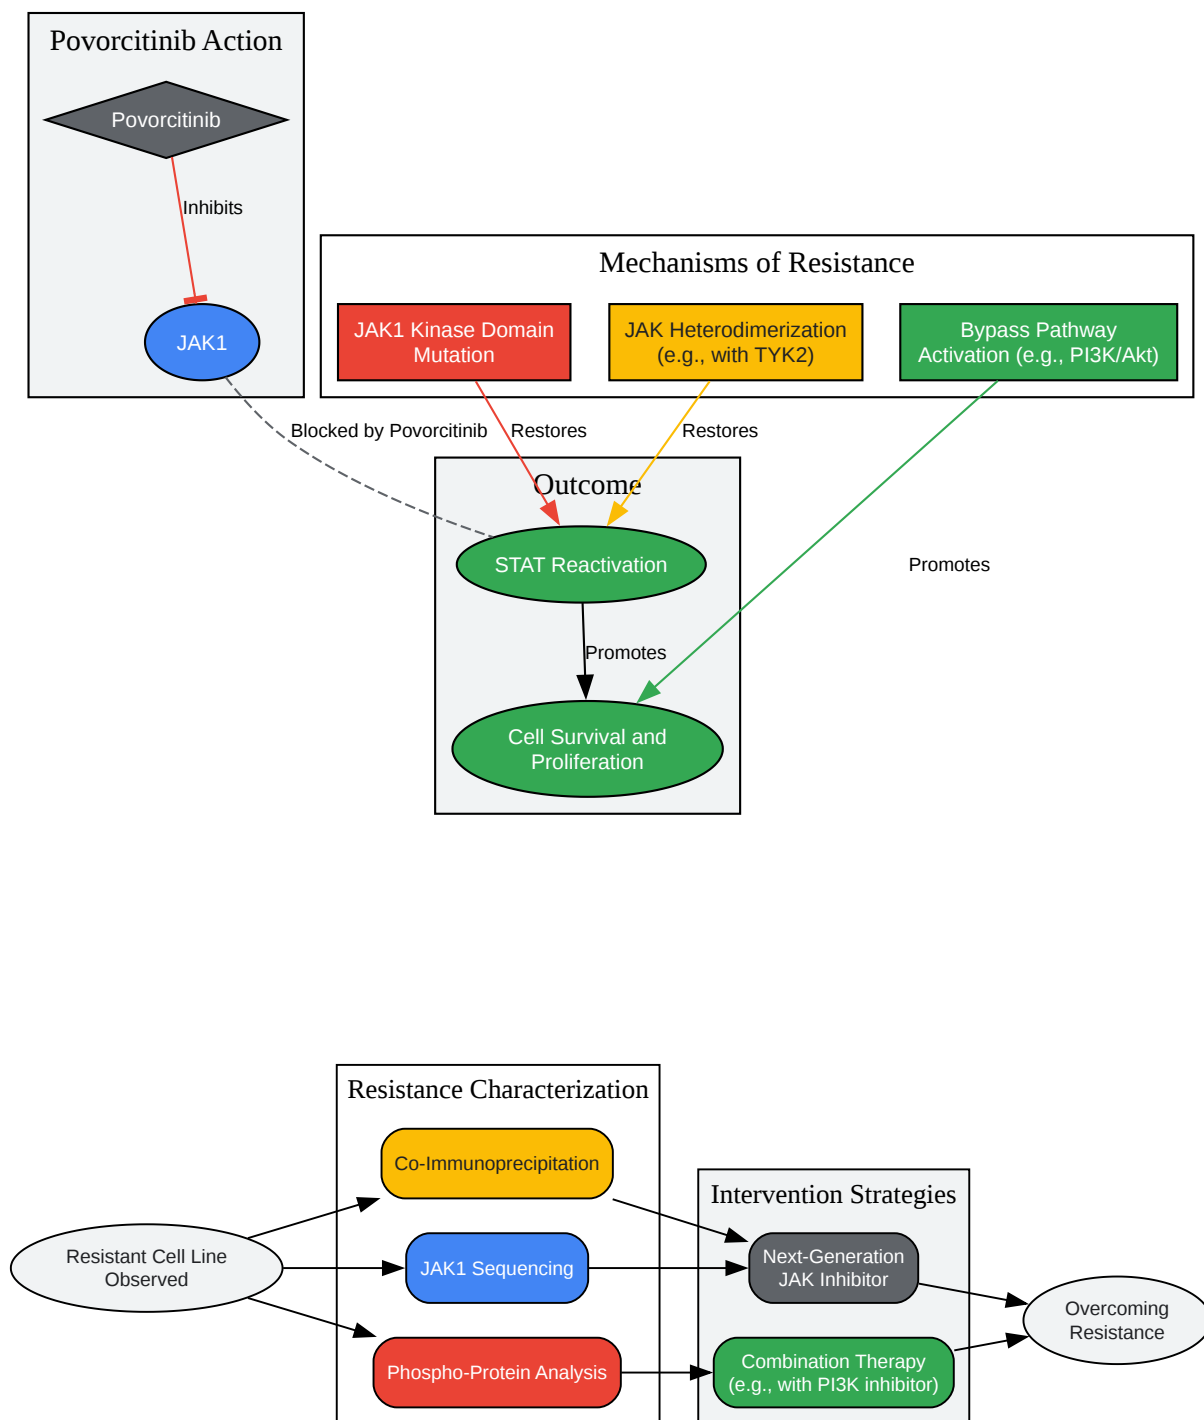 Povorcitinib Action
Povorcitinib
Inhibits
JAK1
Mechanisms of Resistance
JAK1 Kinase Domain
Mutation
JAK Heterodimerization
(e.g., with TYK2)
Bypass Pathway
Activation (e.g., PI3K/Akt)
Blocked by Povorcitinib
Restores
Restores
Outcome
STAT Reactivation
Promotes
Promotes
Cell Survival and
Proliferation
Resistance Characterization
Co-Immunoprecipitation
Intervention Strategies
Resistant Cell Line
Observed
JAK1 Sequencing
Next-Generation
JAK Inhibitor
Overcoming
Resistance
Phospho-Protein Analysis
Combination Therapy
(e.g., with PI3K inhibitor)